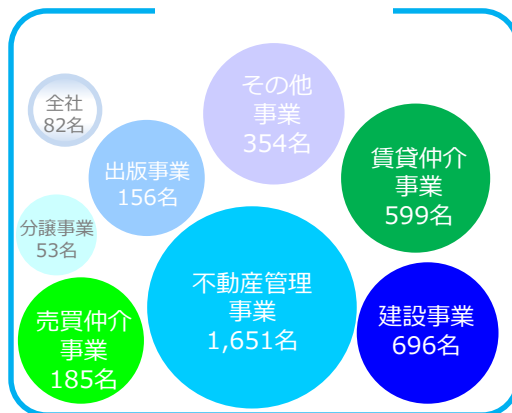 全社
82名
その他
事業
354名
出版事業
156名
賃貸仲介
事業
599名
分譲事業
53名
不動産管理
事業
1,651名
売買仲介
事業
185名
建設事業
696名